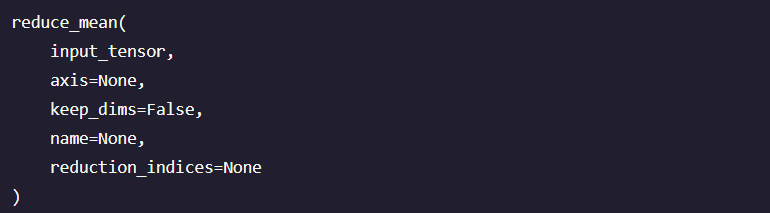 reduce_mean(
    input_tensor,
    axis=None,
    keep_dims=False,
    name=None,
    reduction_indices=None
)